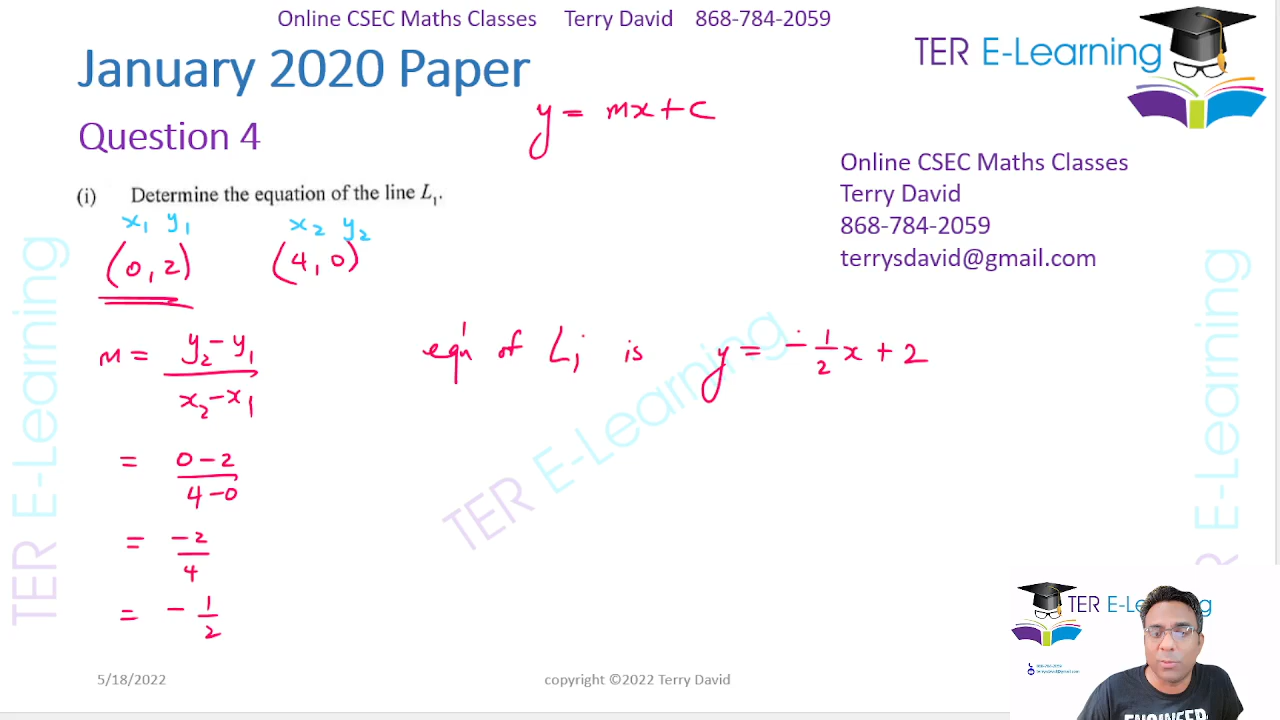 Online CSEC Maths Classes Terry David 868-784-2059
TER E-Learning
January 2020 Paper
y = mx + c
Question 4
Online CSEC Maths Classes
Terry David
868-784-2059
terrysdavid@gmail.com
(i) Determine the equation of the line L₁.
x₁ y₁ x₂ y₂
(0, 2) (4, 0)
m = y₂ - y₁ / x₂ - x₁
eqn of L₁ is y = - 1/2 x + 2
= 0 - 2 / 4 - 0
= -2 / 4
= - 1/2
TER E-Learning
TER E-Learning
TER E-Learning
5/18/2022
copyright ©2022 Terry David
TER E-Le rning
ENGINEER